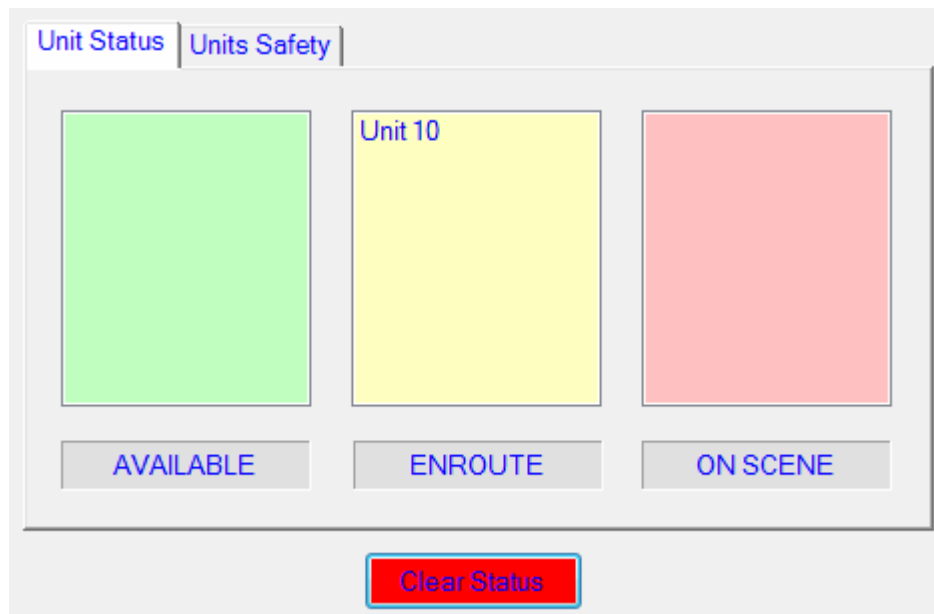 Unit Status Units Safety
Unit 10
AVAILABLE ENROUTE ON SCENE
Clear Status